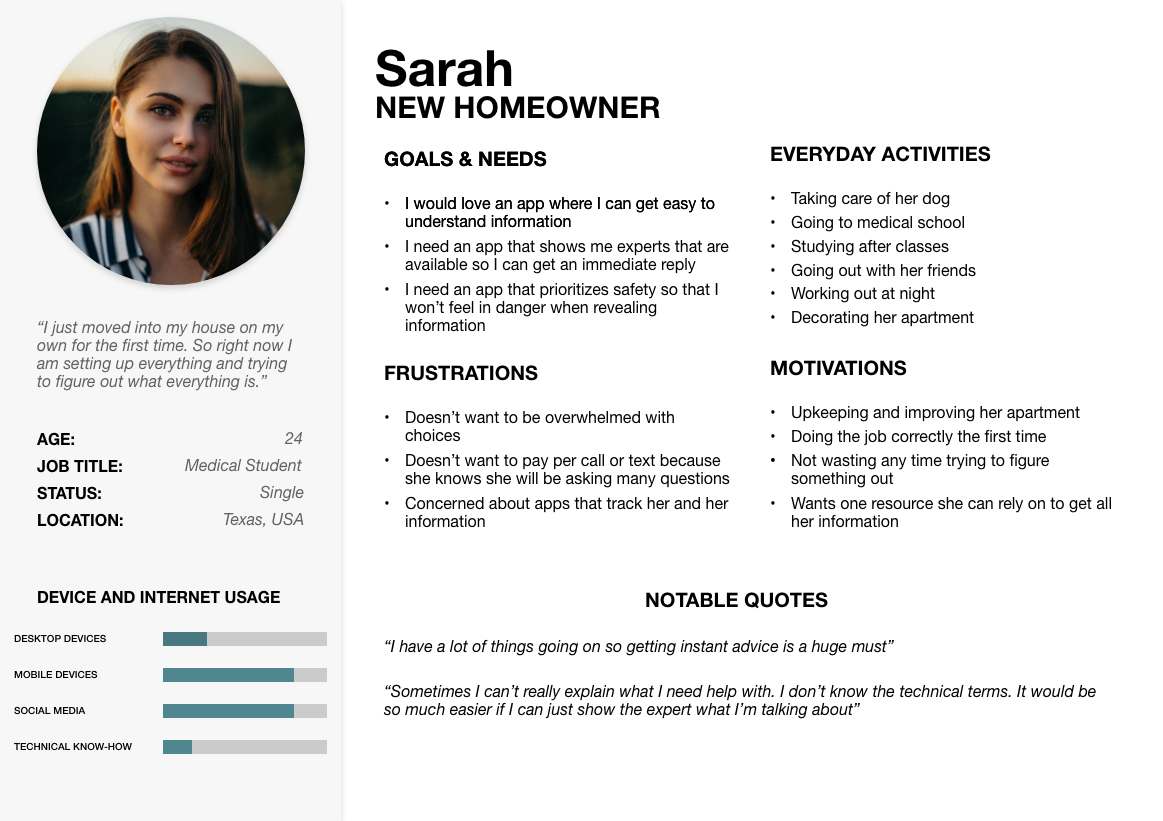 Sarah
NEW HOMEOWNER
“I just moved into my house on my
own for the first time. So right now I
am setting up everything and trying
to figure out what everything is.”
AGE: 24
JOB TITLE: Medical Student
STATUS: Single
LOCATION: Texas, USA
DEVICE AND INTERNET USAGE
DESKTOP DEVICES
MOBILE DEVICES
SOCIAL MEDIA
TECHNICAL KNOW-HOW
GOALS & NEEDS
• I would love an app where I can get easy to
understand information
• I need an app that shows me experts that are
available so I can get an immediate reply
• I need an app that prioritizes safety so that I
won’t feel in danger when revealing
information
FRUSTRATIONS
• Doesn’t want to be overwhelmed with
choices
• Doesn’t want to pay per call or text because
she knows she will be asking many questions
• Concerned about apps that track her and her
information
EVERYDAY ACTIVITIES
• Taking care of her dog
• Going to medical school
• Studying after classes
• Going out with her friends
• Working out at night
• Decorating her apartment
MOTIVATIONS
• Upkeeping and improving her apartment
• Doing the job correctly the first time
• Not wasting any time trying to figure
something out
• Wants one resource she can rely on to get all
her information
NOTABLE QUOTES
“I have a lot of things going on so getting instant advice is a huge must”
“Sometimes I can’t really explain what I need help with. I don’t know the technical terms. It would be
so much easier if I can just show the expert what I’m talking about”